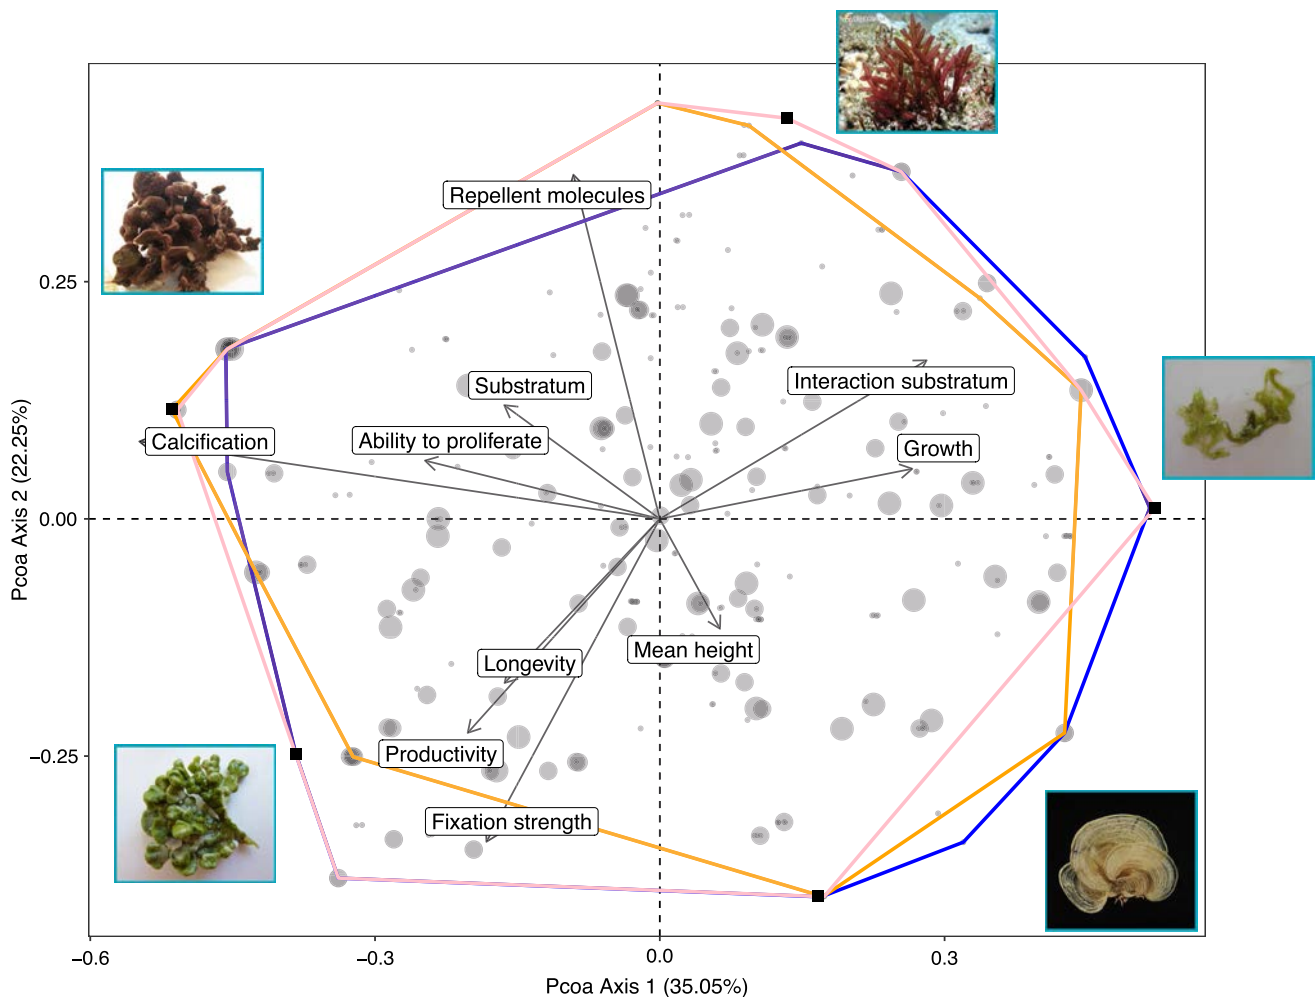 Repellent molecules
0.25
Substratum
Interaction substratum
Calcification
Ability to proliferate
Growth
0.00
Pcoa Axis 2 (22.25%)
Longevity
Mean height
Productivity
−0.25
Fixation strength
−0.6
−0.3
0.0
0.3
Pcoa Axis 1 (35.05%)